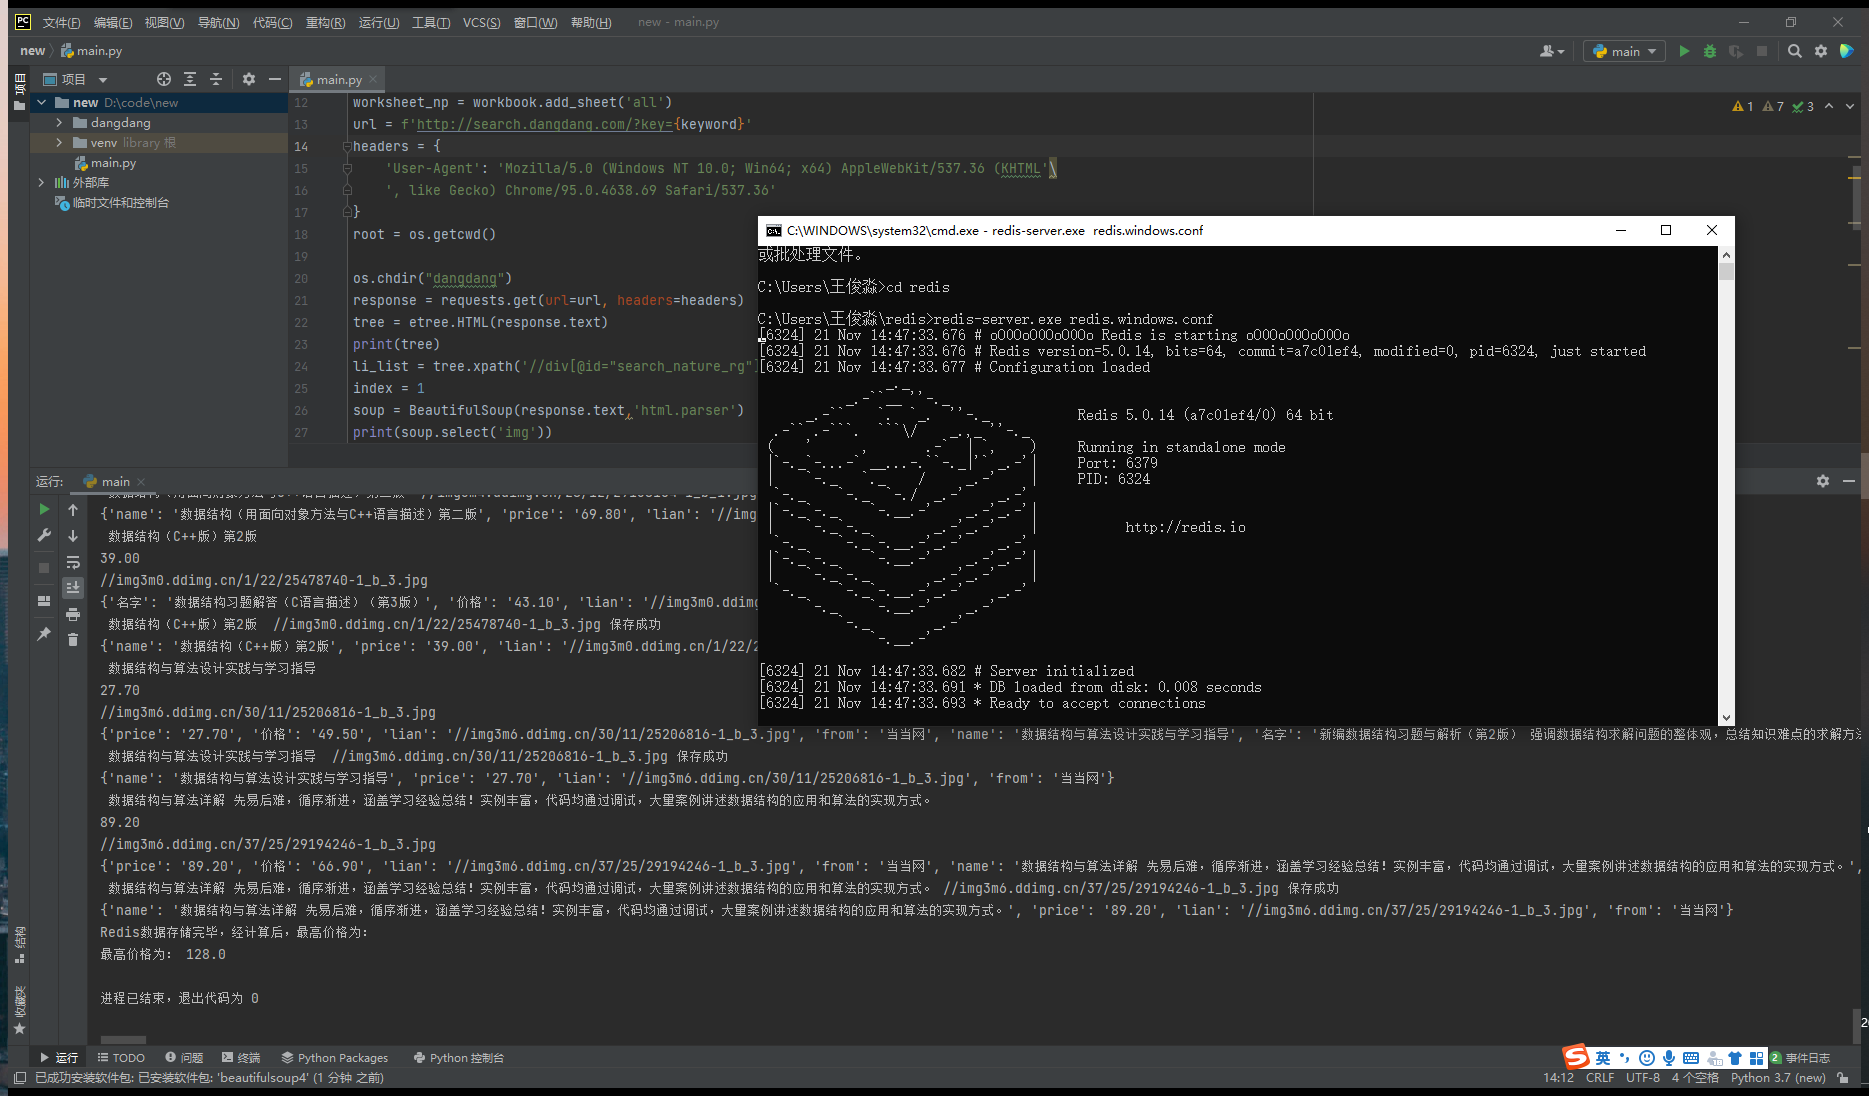 PC 文件(F) 编辑(E) 视图(V) 导航(N) 代码(C) 重构(R) 运行(U) 工具(T) VCS(S) 窗口(W) 帮助(H) new - main.py
new main.py
main
项目
main.py
new D:\code\new
dangdang
venv library 根
main.py
外部库
临时文件和控制台
1 7 3
12 worksheet_np = workbook.add_sheet('all')
13 url = f'http://search.dangdang.com/?key={keyword}'
14 headers = {
15 'User-Agent': 'Mozilla/5.0 (Windows NT 10.0; Win64; x64) AppleWebKit/537.36 (KHTML'\
16 ', like Gecko) Chrome/95.0.4638.69 Safari/537.36'
17 }
18 root = os.getcwd()
19
20 os.chdir("dangdang")
21 response = requests.get(url=url, headers=headers)
22 tree = etree.HTML(response.text)
23 print(tree)
24 li_list = tree.xpath('//div[@id="search_nature_rg"]
25 index = 1
26 soup = BeautifulSoup(response.text,'html.parser')
27 print(soup.select('img'))
C:\WINDOWS\system32\cmd.exe - redis-server.exe redis.windows.conf
或批处理文件。
C:\Users\王俊淼>cd redis
C:\Users\王俊淼\redis>redis-server.exe redis.windows.conf
[6324] 21 Nov 14:47:33.676 # oO0OoO0OoO0Oo Redis is starting oO0OoO0OoO0Oo
[6324] 21 Nov 14:47:33.676 # Redis version=5.0.14, bits=64, commit=a7c01ef4, modified=0, pid=6324, just started
[6324] 21 Nov 14:47:33.677 # Configuration loaded
Redis 5.0.14 (a7c01ef4/0) 64 bit
Running in standalone mode
Port: 6379
PID: 6324
http://redis.io
[6324] 21 Nov 14:47:33.682 # Server initialized
[6324] 21 Nov 14:47:33.691 * DB loaded from disk: 0.008 seconds
[6324] 21 Nov 14:47:33.693 * Ready to accept connections
运行: main
{'name': '数据结构（用面向对象方法与C++语言描述）第二版', 'price': '69.80', 'lian': '//img
数据结构（C++版）第2版
39.00
//img3m0.ddimg.cn/1/22/25478740-1_b_3.jpg
{'名字': '数据结构习题解答（C语言描述）（第3版）', '价格': '43.10', 'lian': '//img3m0.ddimg
数据结构（C++版）第2版 //img3m0.ddimg.cn/1/22/25478740-1_b_3.jpg 保存成功
{'name': '数据结构（C++版）第2版', 'price': '39.00', 'lian': '//img3m0.ddimg.cn/1/22/2
数据结构与算法设计实践与学习指导
27.70
//img3m6.ddimg.cn/30/11/25206816-1_b_3.jpg
{'price': '27.70', '价格': '49.50', 'lian': '//img3m6.ddimg.cn/30/11/25206816-1_b_3.jpg', 'from': '当当网', 'name': '数据结构与算法设计实践与学习指导', '名字': '新编数据结构习题与解析（第2版） 强调数据结构求解问题的整体观，总结知识难点的求解方法
数据结构与算法设计实践与学习指导 //img3m6.ddimg.cn/30/11/25206816-1_b_3.jpg 保存成功
{'name': '数据结构与算法设计实践与学习指导', 'price': '27.70', 'lian': '//img3m6.ddimg.cn/30/11/25206816-1_b_3.jpg', 'from': '当当网'}
数据结构与算法详解 先易后难，循序渐进，涵盖学习经验总结！实例丰富，代码均通过调试，大量案例讲述数据结构的应用和算法的实现方式。
89.20
//img3m6.ddimg.cn/37/25/29194246-1_b_3.jpg
{'price': '89.20', '价格': '66.90', 'lian': '//img3m6.ddimg.cn/37/25/29194246-1_b_3.jpg', 'from': '当当网', 'name': '数据结构与算法详解 先易后难，循序渐进，涵盖学习经验总结！实例丰富，代码均通过调试，大量案例讲述数据结构的应用和算法的实现方式。',
数据结构与算法详解 先易后难，循序渐进，涵盖学习经验总结！实例丰富，代码均通过调试，大量案例讲述数据结构的应用和算法的实现方式。 //img3m6.ddimg.cn/37/25/29194246-1_b_3.jpg 保存成功
{'name': '数据结构与算法详解 先易后难，循序渐进，涵盖学习经验总结！实例丰富，代码均通过调试，大量案例讲述数据结构的应用和算法的实现方式。', 'price': '89.20', 'lian': '//img3m6.ddimg.cn/37/25/29194246-1_b_3.jpg', 'from': '当当网'}
Redis数据存储完毕，经计算后，最高价格为：
最高价格为： 128.0
进程已结束，退出代码为 0
结构
收藏夹
运行 TODO 问题 终端 Python Packages Python 控制台
英 2 事件日志
已成功安装软件包: 已安装软件包: 'beautifulsoup4' (1 分钟 之前)
14:12 CRLF UTF-8 4 个空格 Python 3.7 (new)